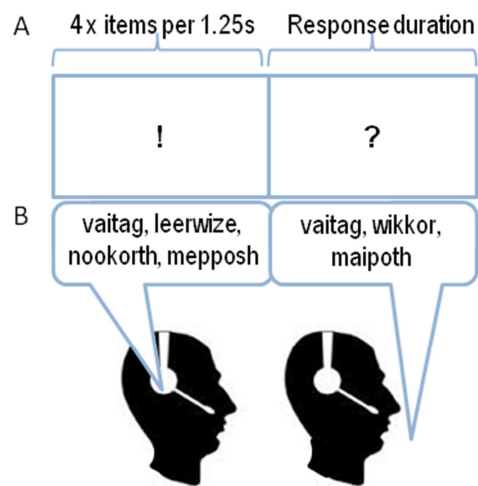 A
4 x items per 1.25s
Response duration
!
?
B
vaitag, leerwize,
nookorth, mepposh
vaitag, wikkor,
maipoth